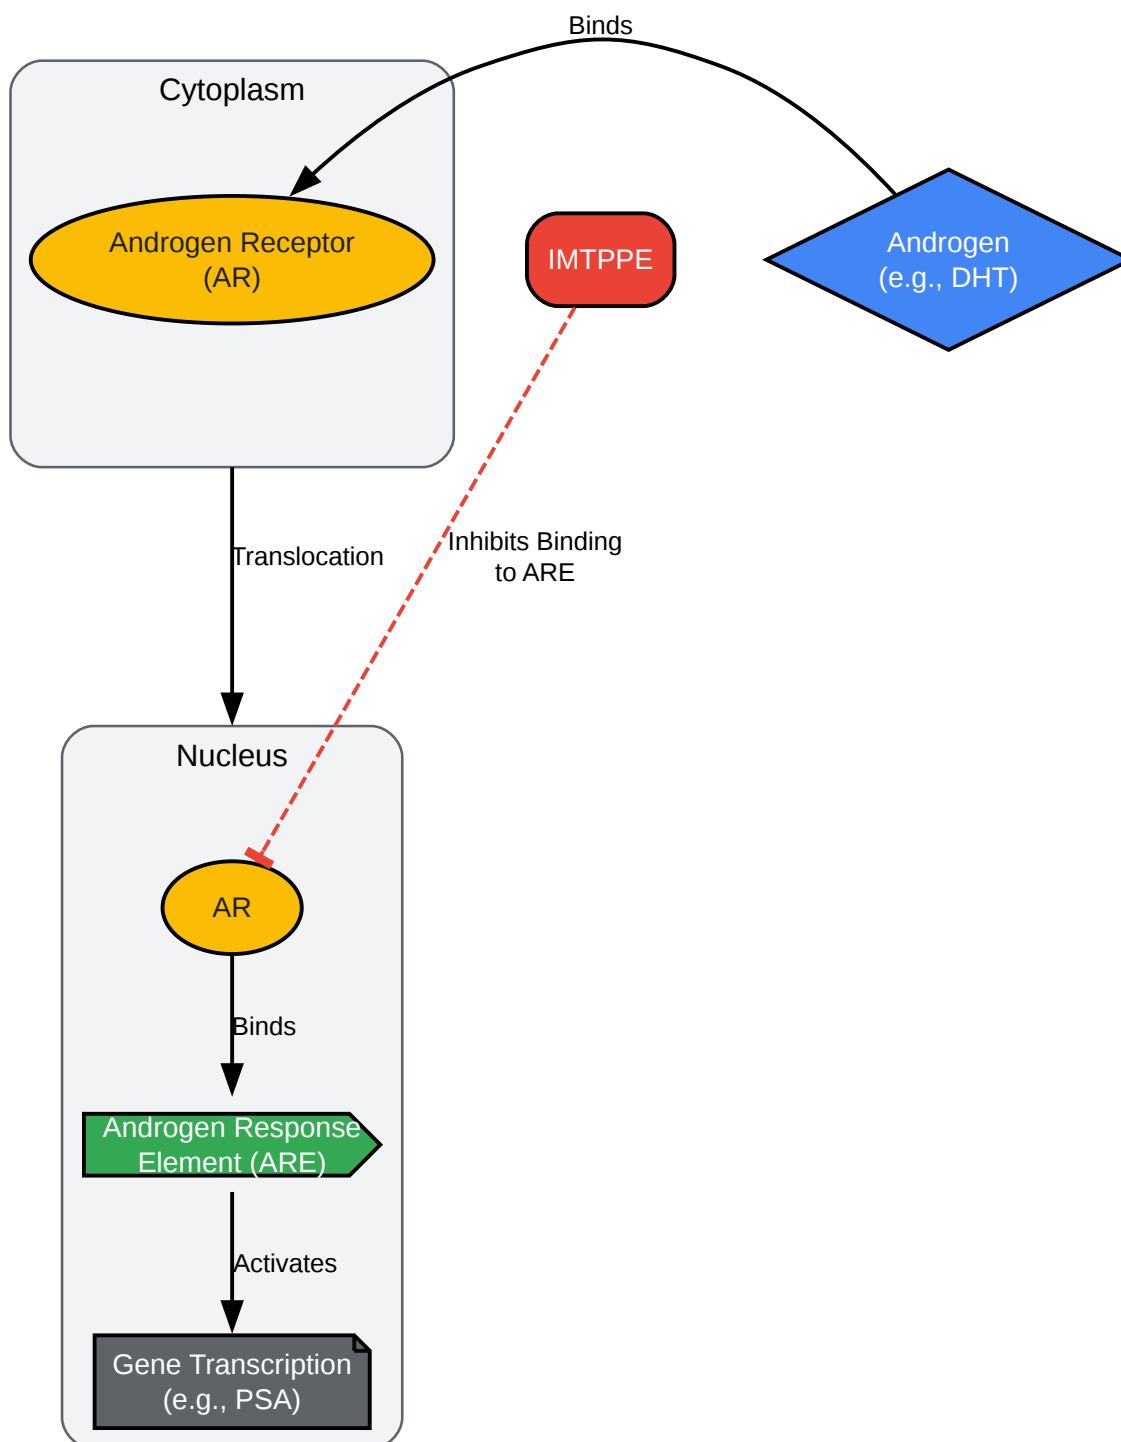 Binds
Cytoplasm
Androgen Receptor
(AR)
IMTPPE
Androgen
(e.g., DHT)
Translocation
Inhibits Binding
to ARE
Nucleus
AR
Binds
Androgen Response
Element (ARE)
Activates
Gene Transcription
(e.g., PSA)